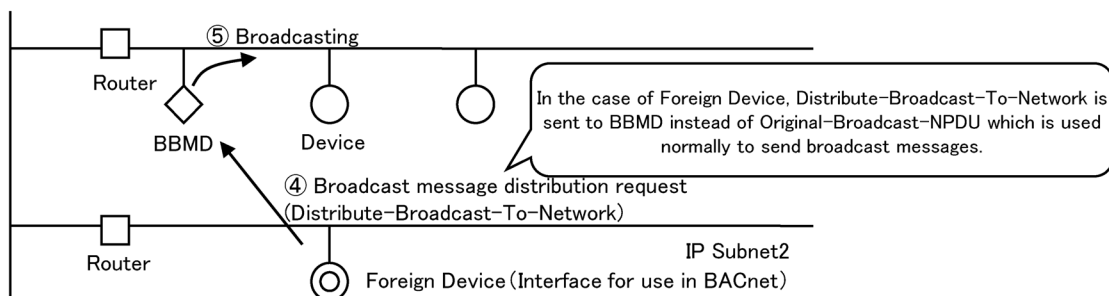 ⑤ Broadcasting
Router
BBMD
Device
In the case of Foreign Device, Distribute-Broadcast-To-Network is
sent to BBMD instead of Original-Broadcast-NPDU which is used
normally to send broadcast messages.
④ Broadcast message distribution request
(Distribute-Broadcast-To-Network)
Router
IP Subnet2
Foreign Device (Interface for use in BACnet)